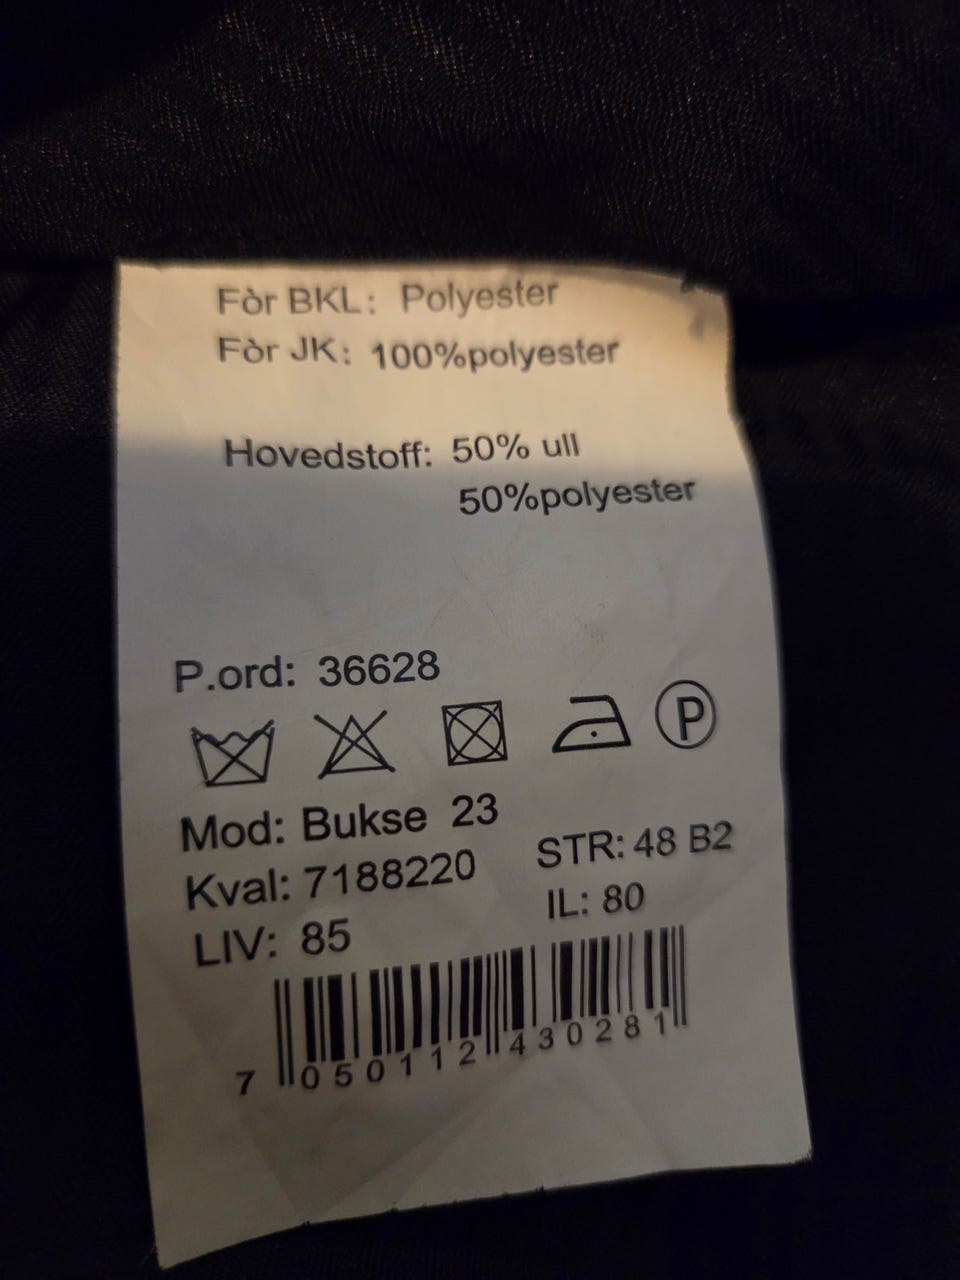 Fòr BKL: Polyester
Fòr JK: 100%polyester
Hovedstoff: 50% ull
50%polyester
P.ord: 36628
P
Mod: Bukse 23
Kval: 7188220 STR: 48 B2
LIV: 85 IL: 80
7 050112 430281